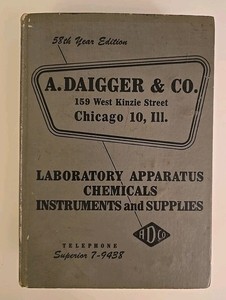 58th Year Edition
A. DAIGGER & CO.
159 West Kinzie Street
Chicago 10, Ill.
LABORATORY APPARATUS
CHEMICALS
INSTRUMENTS and SUPPLIES
TELEPHONE
Superior 7-9438
ADCo